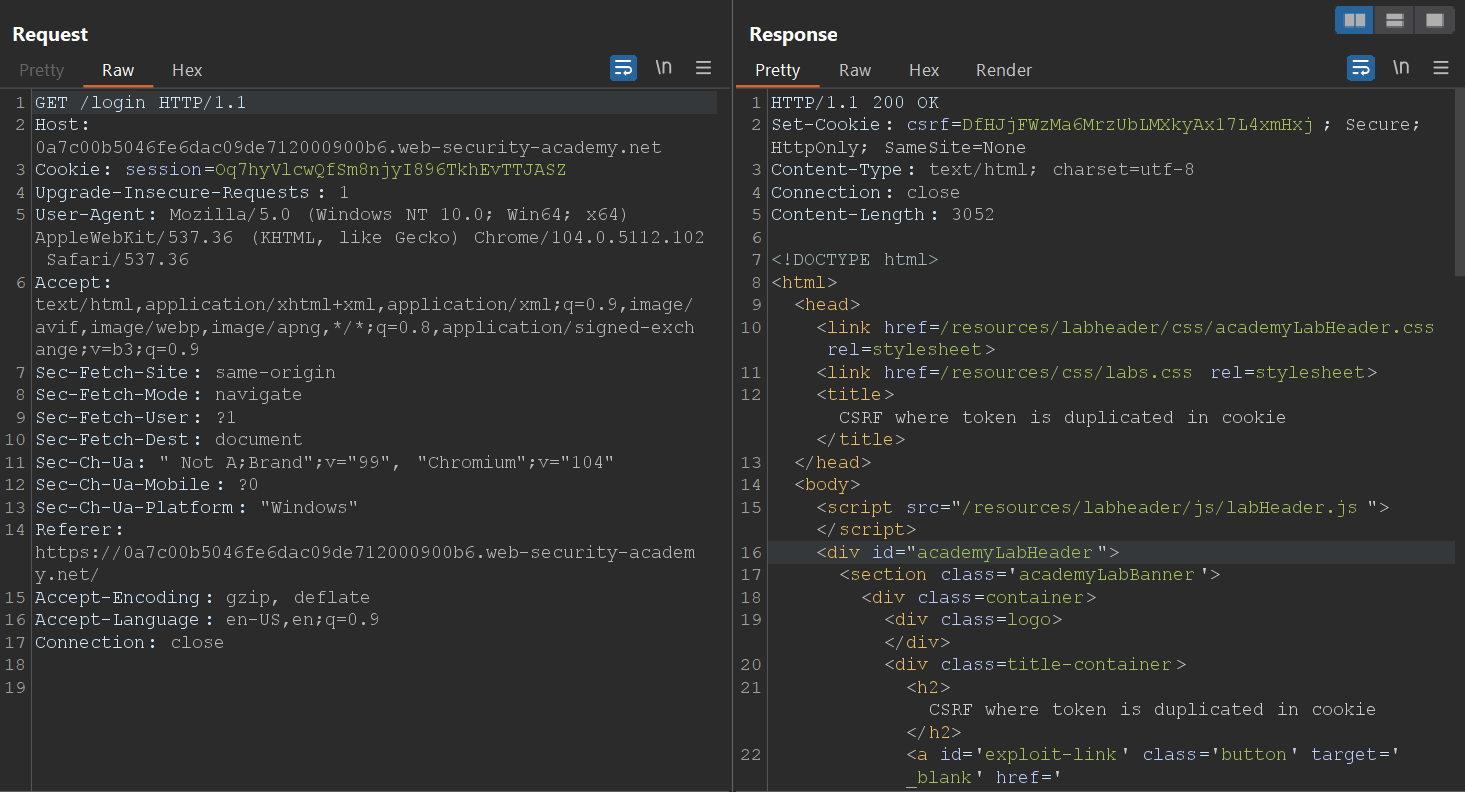 Request
Pretty Raw Hex
\n
1 GET /login HTTP/1.1
2 Host:
0a7c00b5046fe6dac09de712000900b6.web-security-academy.net
3 Cookie: session=Oq7hyVlcwQfSm8njyI896TkhEvTTJASZ
4 Upgrade-Insecure-Requests: 1
5 User-Agent: Mozilla/5.0 (Windows NT 10.0; Win64; x64)
AppleWebKit/537.36 (KHTML, like Gecko) Chrome/104.0.5112.102
Safari/537.36
6 Accept:
text/html,application/xhtml+xml,application/xml;q=0.9,image/
avif,image/webp,image/apng,*/*;q=0.8,application/signed-exch
ange;v=b3;q=0.9
7 Sec-Fetch-Site: same-origin
8 Sec-Fetch-Mode: navigate
9 Sec-Fetch-User: ?1
10 Sec-Fetch-Dest: document
11 Sec-Ch-Ua: " Not A;Brand";v="99", "Chromium";v="104"
12 Sec-Ch-Ua-Mobile: ?0
13 Sec-Ch-Ua-Platform: "Windows"
14 Referer:
https://0a7c00b5046fe6dac09de712000900b6.web-security-academ
y.net/
15 Accept-Encoding: gzip, deflate
16 Accept-Language: en-US,en;q=0.9
17 Connection: close
18
19
Response
Pretty Raw Hex Render
\n
1 HTTP/1.1 200 OK
2 Set-Cookie: csrf=DfHJjFWzMa6MrzUbLMXkyAx17L4xmHxj; Secure;
HttpOnly; SameSite=None
3 Content-Type: text/html; charset=utf-8
4 Connection: close
5 Content-Length: 3052
6
7 <!DOCTYPE html>
8 <html>
9 <head>
10 <link href=/resources/labheader/css/academyLabHeader.css
rel=stylesheet>
11 <link href=/resources/css/labs.css rel=stylesheet>
12 <title>
CSRF where token is duplicated in cookie
</title>
13 </head>
14 <body>
15 <script src="/resources/labheader/js/labHeader.js">
</script>
16 <div id="academyLabHeader">
17 <section class='academyLabBanner'>
18 <div class=container>
19 <div class=logo>
</div>
20 <div class=title-container>
21 <h2>
CSRF where token is duplicated in cookie
</h2>
22 <a id='exploit-link' class='button' target='
_blank' href='